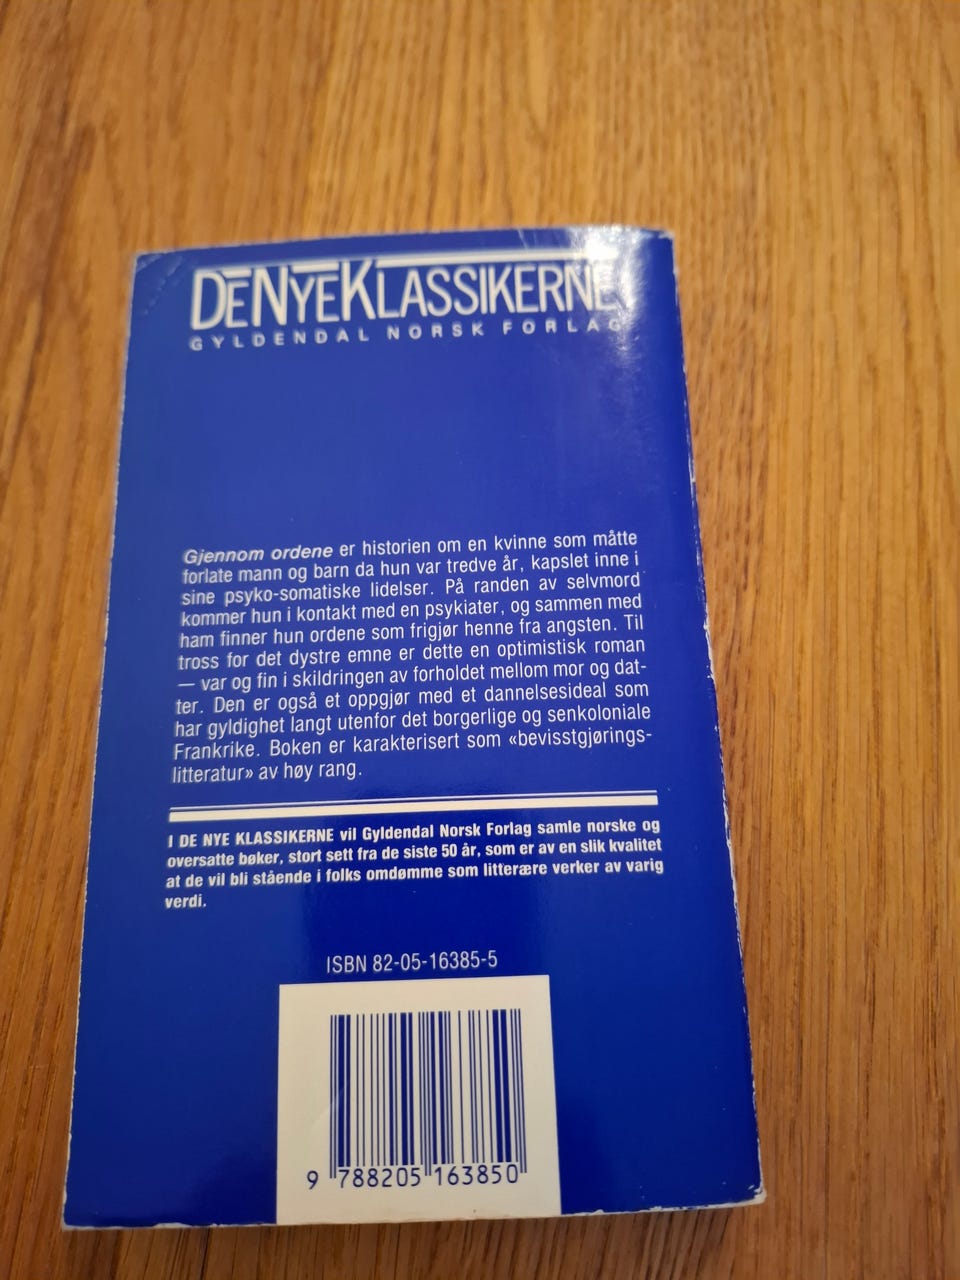 DENYEKLASSIKERNE
GYLDENDAL NORSK FORLAG
Gjennom ordene er historien om en kvinne som måtte
forlate mann og barn da hun var tredve år, kapslet inne i
sine psyko-somatiske lidelser. På randen av selvmord
kommer hun i kontakt med en psykiater, og sammen med
ham finner hun ordene som frigjør henne fra angsten. Til
tross for det dystre emne er dette en optimistisk roman
— var og fin i skildringen av forholdet mellom mor og dat-
ter. Den er også et oppgjør med et dannelsesideal som
har gyldighet langt utenfor det borgerlige og senkoloniale
Frankrike. Boken er karakterisert som «bevisstgjørings-
litteratur» av høy rang.
I DE NYE KLASSIKERNE vil Gyldendal Norsk Forlag samle norske og
oversatte bøker, stort sett fra de siste 50 år, som er av en slik kvalitet
at de vil bli stående i folks omdømme som litterære verker av varig
verdi.
ISBN 82-05-16385-5
9 788205 163850